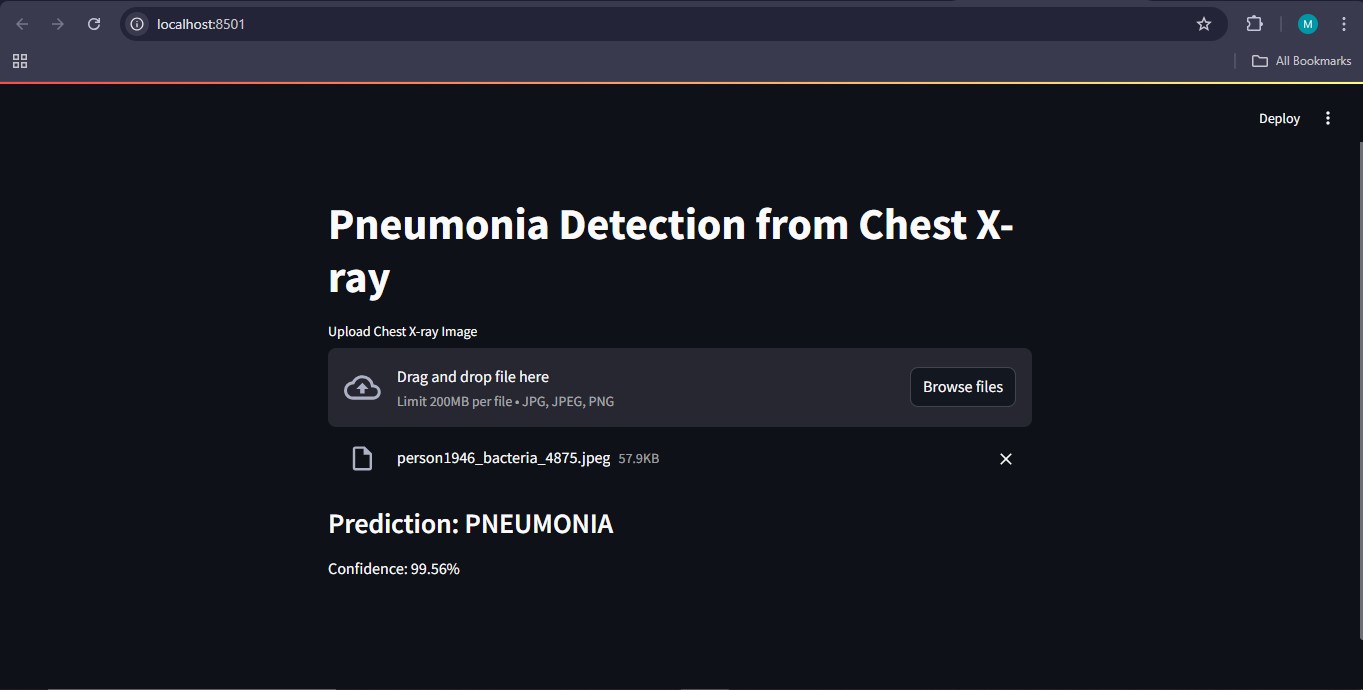 localhost:8501
M
All Bookmarks
Deploy
Pneumonia Detection from Chest X-
ray
Upload Chest X-ray Image
Drag and drop file here
Limit 200MB per file • JPG, JPEG, PNG
Browse files
person1946_bacteria_4875.jpeg 57.9KB
Prediction: PNEUMONIA
Confidence: 99.56%